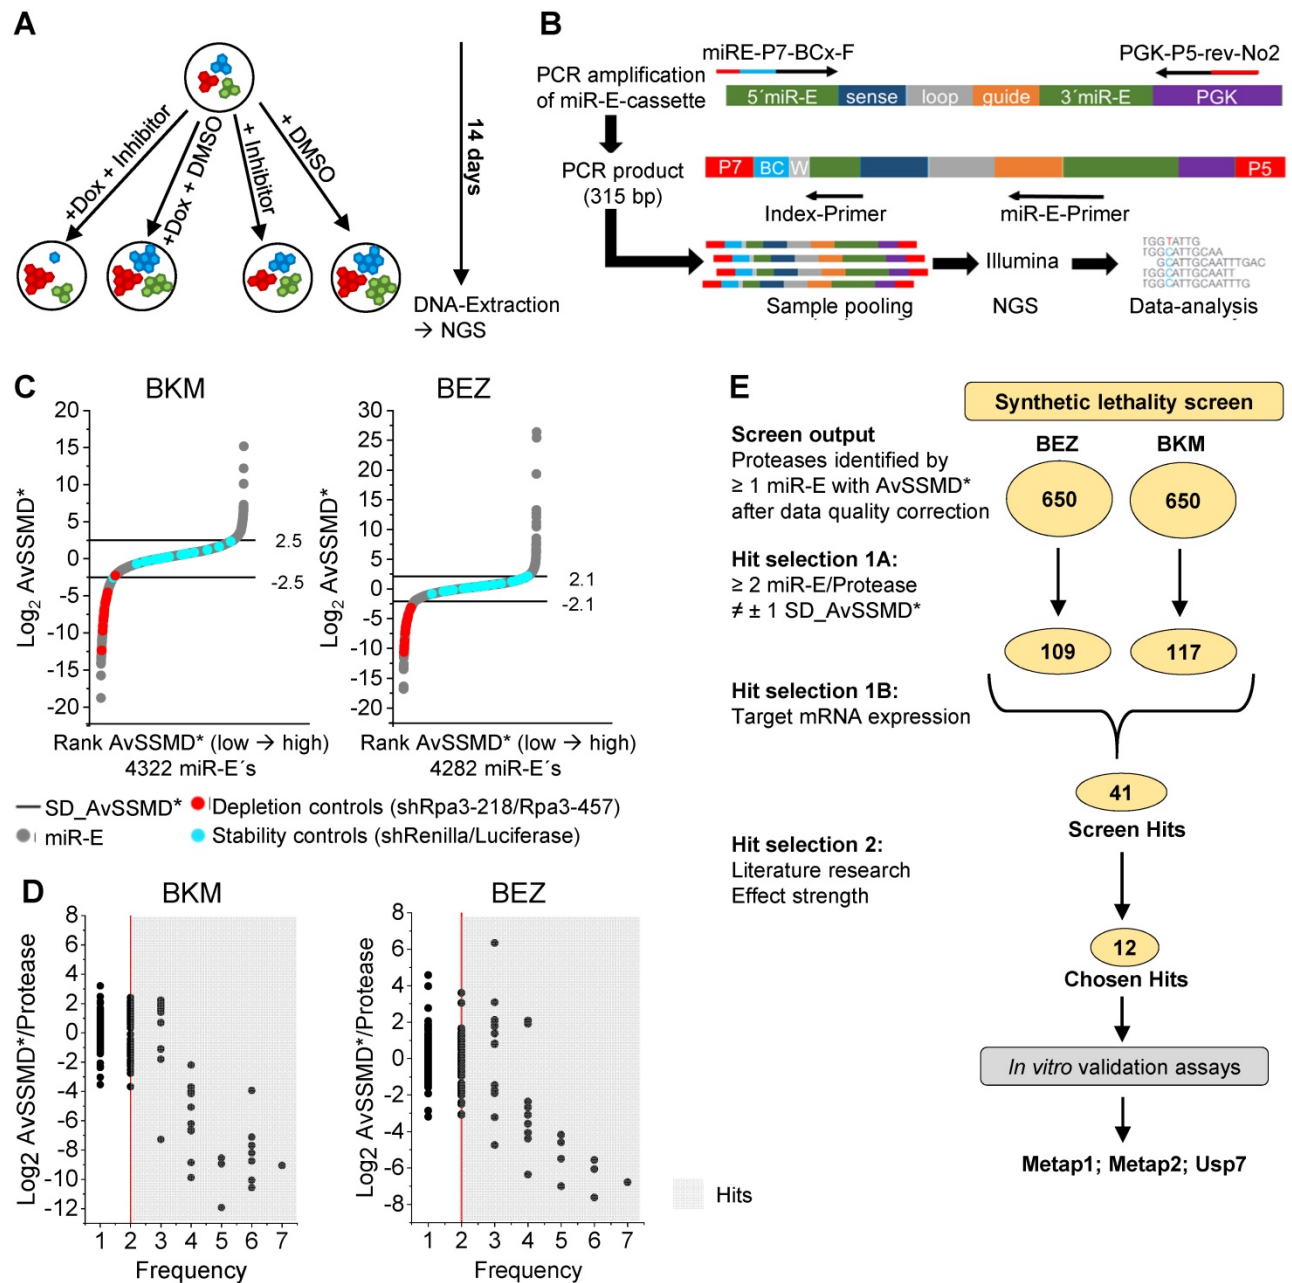 A
+Dox + Inhibitor
+Dox + DMSO
+ Inhibitor
+ DMSO
14 days
DNA-Extraction
→ NGS
B
miRE-P7-BCx-F
PGK-P5-rev-No2
PCR amplification
of miR-E-cassette
5´miR-E sense loop guide 3´miR-E PGK
PCR product
(315 bp)
P7 BC W P5
Index-Primer
miR-E-Primer
TGGTATTG
TGGCATTGCAA
GCATTGCAATTTGAC
TGGCATTGCAATT
TGGCATTGCAATTTG
Illumina
Sample pooling
NGS
Data-analysis
C
BKM
Log2 AvSSMD*
20
15
10
5
0
-5
-10
-15
-20
2.5
-2.5
Rank AvSSMD* (low → high)
4322 miR-E´s
BEZ
Log2 AvSSMD*
30
25
20
15
10
5
0
-5
-10
-15
-20
2.1
-2.1
Rank AvSSMD* (low → high)
4282 miR-E´s
SD_AvSSMD*
Depletion controls (shRpa3-218/Rpa3-457)
miR-E
Stability controls (shRenilla/Luciferase)
D
BKM
Log2 AvSSMD*/Protease
8
6
4
2
0
-2
-4
-6
-8
-10
-12
1 2 3 4 5 6 7
Frequency
BEZ
Log2 AvSSMD*/Protease
8
6
4
2
0
-2
-4
-6
-8
1 2 3 4 5 6 7
Frequency
Hits
E
Synthetic lethality screen
Screen output
Proteases identified by
≥ 1 miR-E with AvSSMD*
after data quality correction
BEZ BKM
650 650
Hit selection 1A:
≥ 2 miR-E/Protease
≠ ± 1 SD_AvSSMD*
109 117
Hit selection 1B:
Target mRNA expression
41
Screen Hits
Hit selection 2:
Literature research
Effect strength
12
Chosen Hits
In vitro validation assays
Metap1; Metap2; Usp7